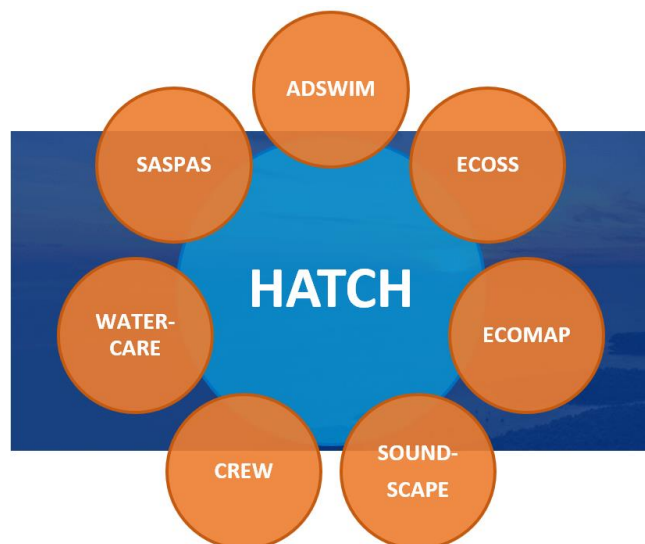 ADSWIM
SASPAS
ECOSS
HATCH
WATER-
CARE
ECOMAP
CREW
SOUND-
SCAPE